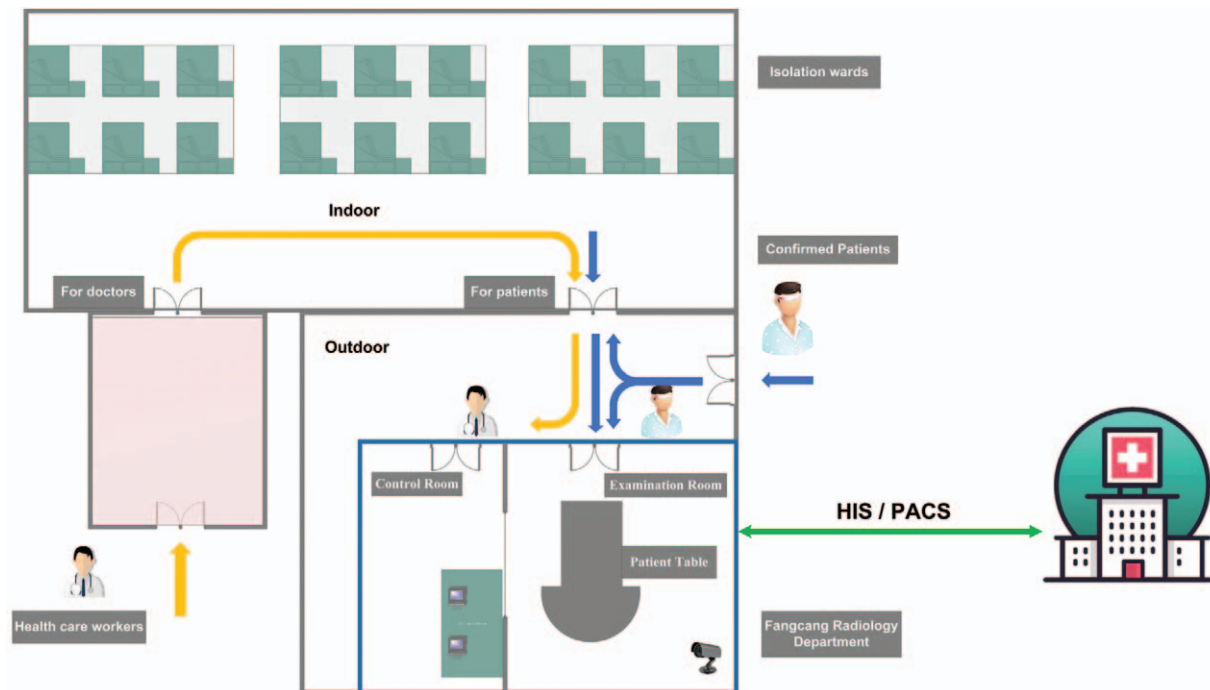 Isolation wards
Indoor
Confirmed Patients
For doctors
For patients
Outdoor
Control Room
Examination Room
HIS / PACS
Patient Table
Health care workers
Fangcang Radiology
Department